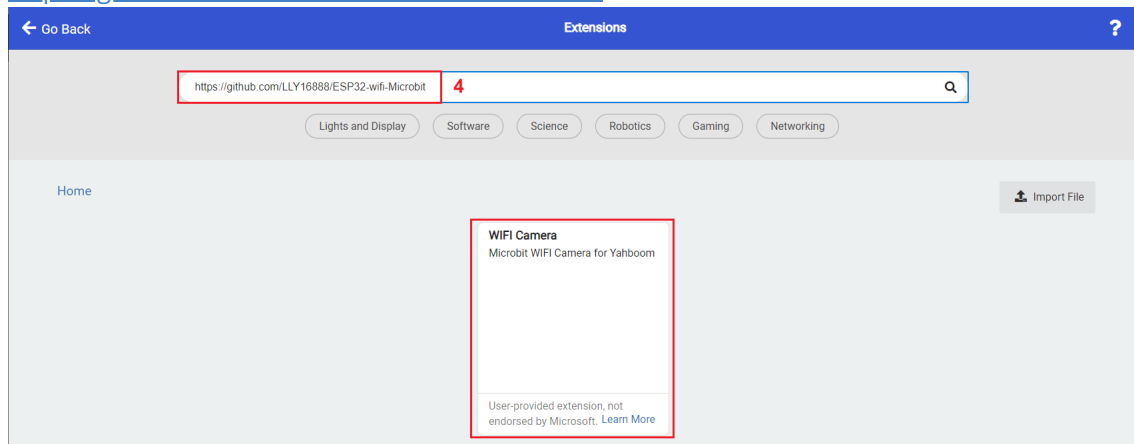 Go Back
Extensions
?
https://github.com/LLY16888/ESP32-wifi-Microbit
4
Lights and Display
Software
Science
Robotics
Gaming
Networking
Home
Import File
WIFI Camera
Microbit WIFI Camera for Yahboom
User-provided extension, not
endorsed by Microsoft. Learn More